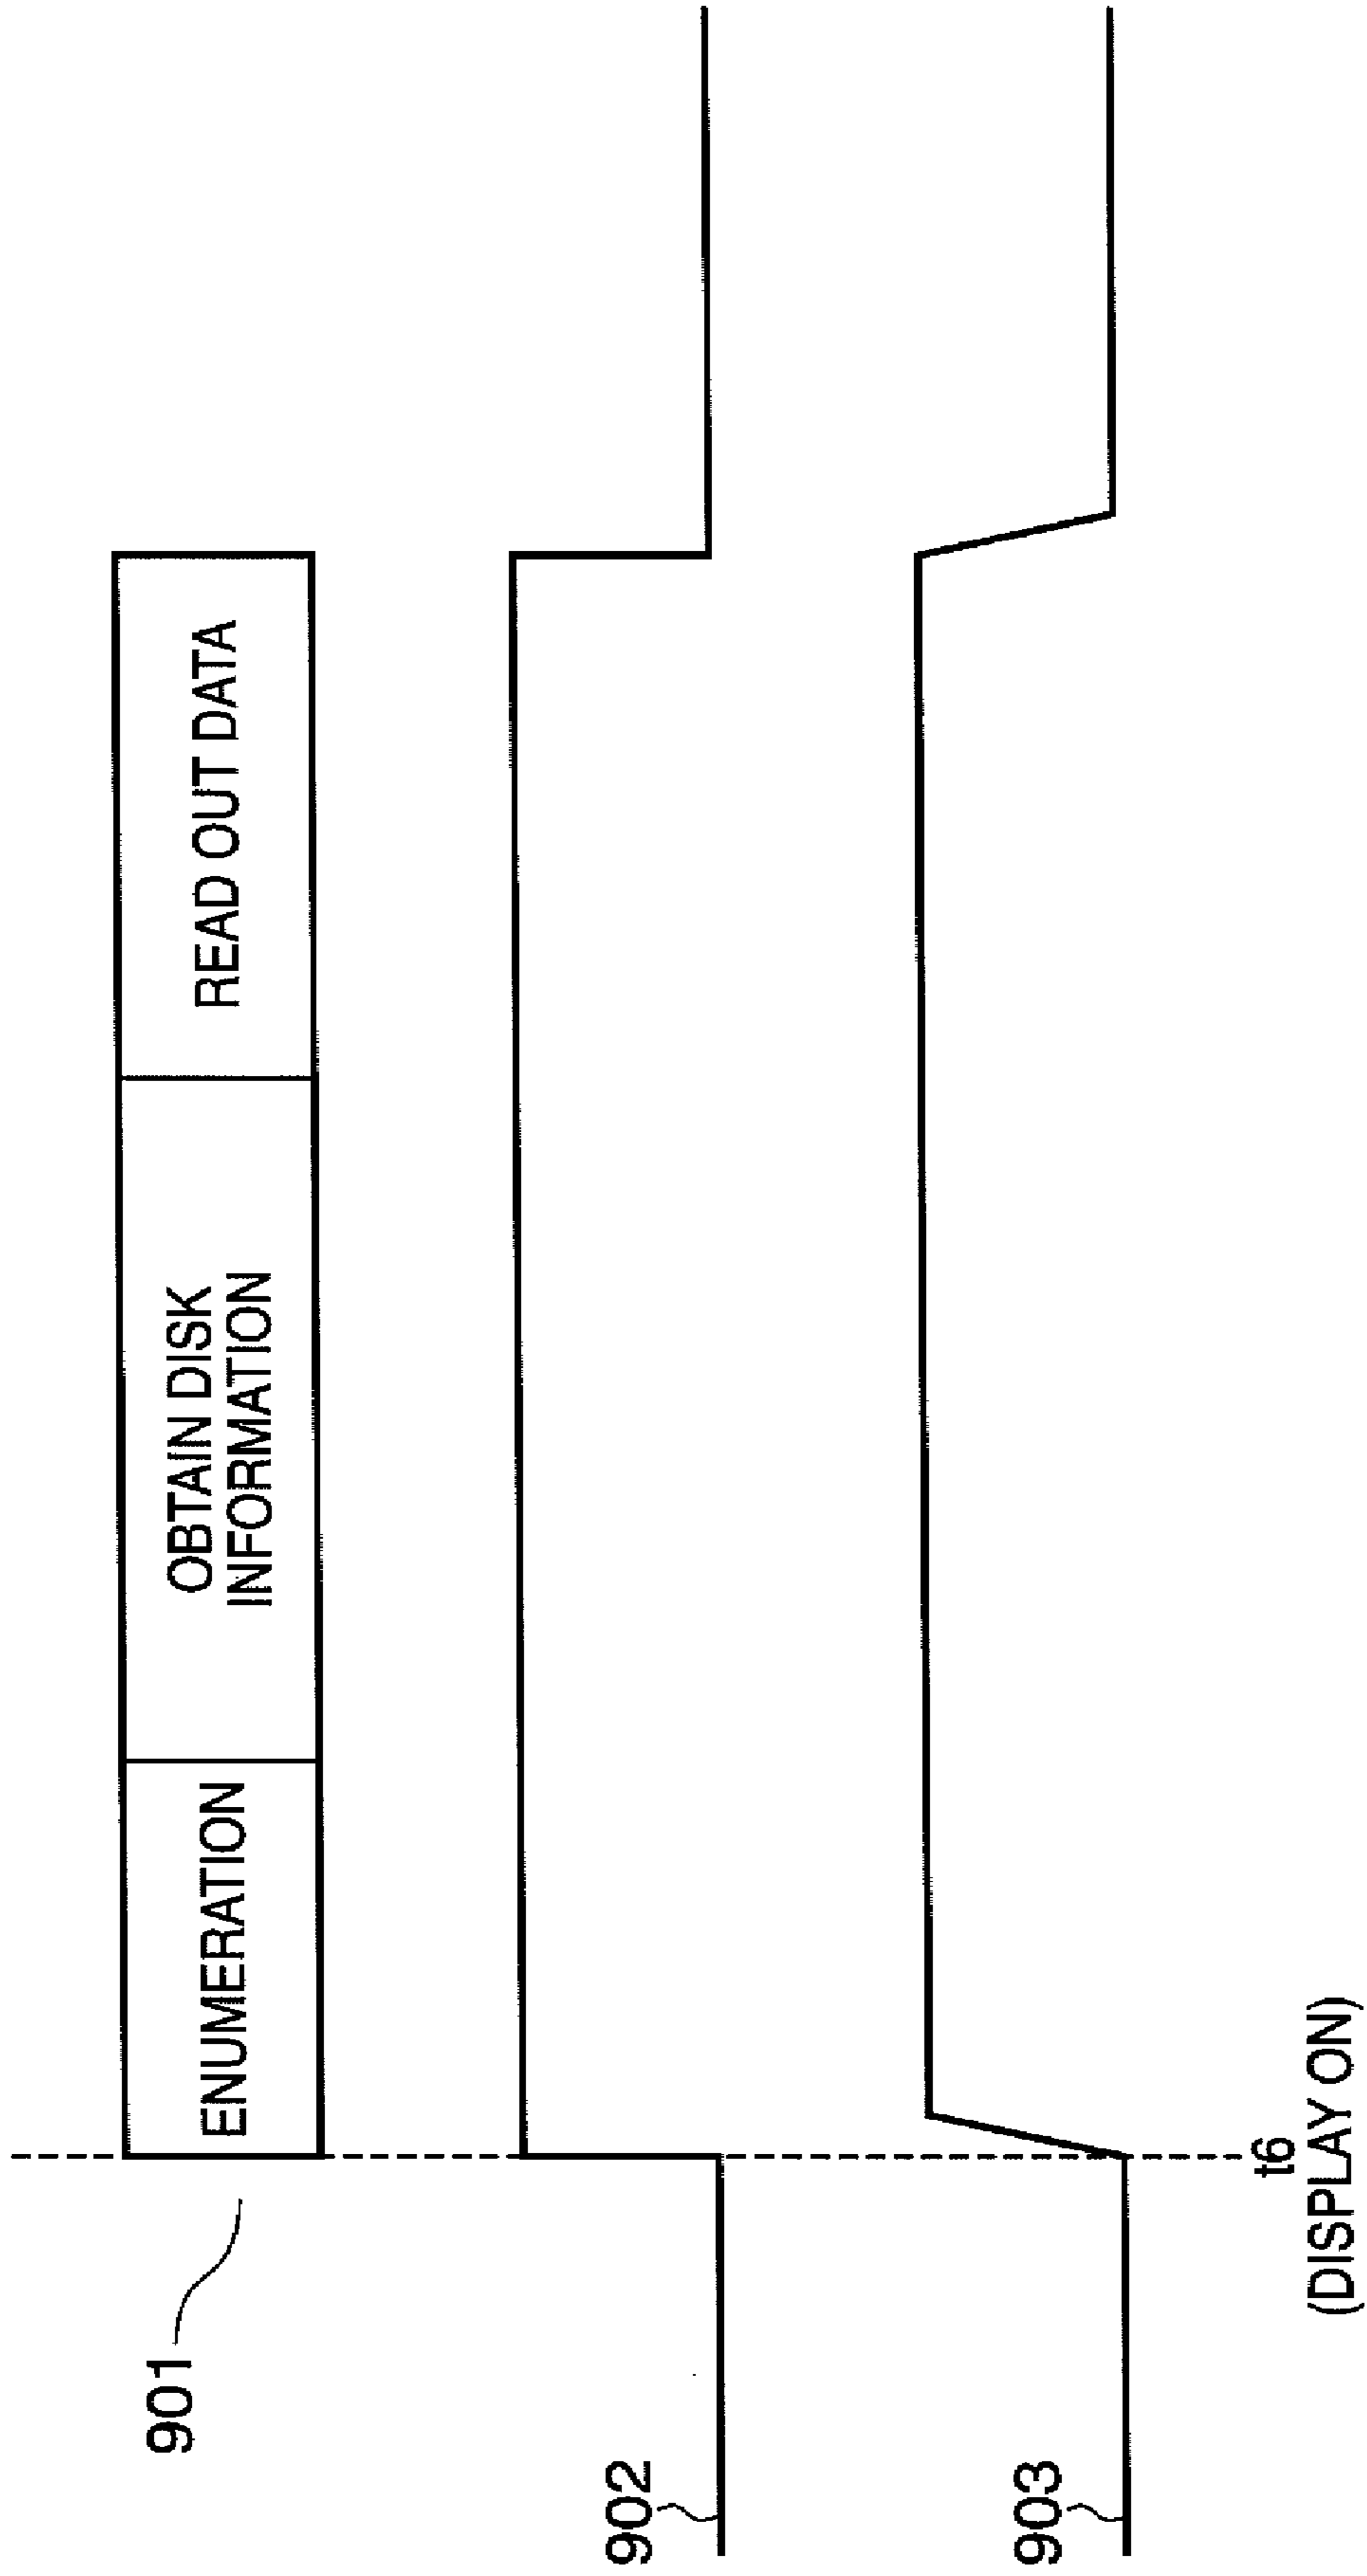 901
ENUMERATION
OBTAIN DISK
INFORMATION
READ OUT DATA
902
903
t6
(DISPLAY ON)